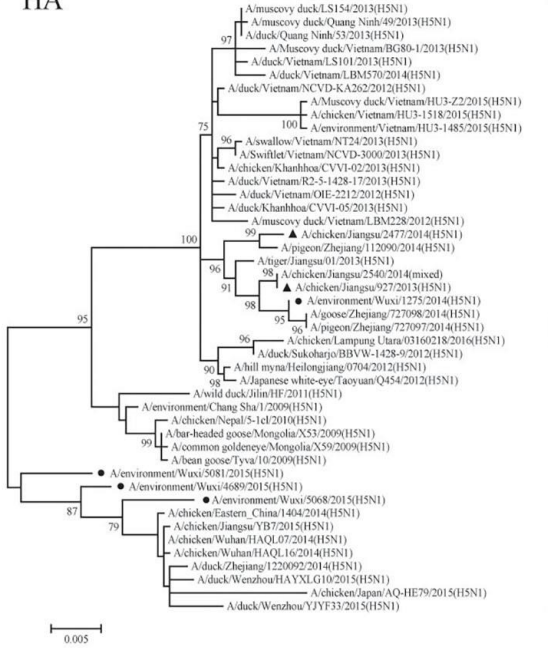 HA
A/muscovy duck/LS154/2013(H5N1)
A/muscovy duck/Quang Ninh/49/2013(H5N1)
A/duck/Quang Ninh/53/2013(H5N1)
97
A/Muscovy duck/Vietnam/BG80-1/2013(H5N1)
A/duck/Vietnam/LS101/2013(H5N1)
A/duck/Vietnam/LBM570/2014(H5N1)
A/duck/Vietnam/NCVD-KA262/2012(H5N1)
A/Muscovy duck/Vietnam/HU3-Z2/2015(H5N1)
A/chicken/Vietnam/HU3-1518/2015(H5N1)
100
A/environment/Vietnam/HU3-1485/2015(H5N1)
75
96
A/swallow/Vietnam/NT24/2013(H5N1)
A/Swiftlet/Vietnam/NCVD-3000/2013(H5N1)
A/chicken/Khanhhoa/CVVI-02/2013(H5N1)
A/duck/Vietnam/R2-5-1428-17/2013(H5N1)
A/duck/Vietnam/OIE-2212/2012(H5N1)
A/duck/Khanhhoa/CVVI-05/2013(H5N1)
A/muscovy duck/Vietnam/LBM228/2012(H5N1)
99
A/chicken/Jiangsu/2477/2014(H5N1)
100
A/pigeon/Zhejiang/112090/2014(H5N1)
96
A/tiger/Jiangsu/01/2013(H5N1)
98
A/chicken/Jiangsu/2540/2014(mixed)
91
A/chicken/Jiangsu/927/2013(H5N1)
98
A/environment/Wuxi/1275/2014(H5N1)
95
A/goose/Zhejiang/727098/2014(H5N1)
96
A/pigeon/Zhejiang/727097/2014(H5N1)
95
96
A/chicken/Lampung Utara/03160218/2016(H5N1)
A/duck/Sukoharjo/BBVW-1428-9/2012(H5N1)
90
A/hill myna/Heilongjiang/0704/2012(H5N1)
98
A/Japanese white-eye/Taoyuan/Q454/2012(H5N1)
A/wild duck/Jilin/HF/2011(H5N1)
A/environment/Chang Sha/1/2009(H5N1)
A/chicken/Nepal/5-1cl/2010(H5N1)
A/bar-headed goose/Mongolia/X53/2009(H5N1)
99
A/common goldeneye/Mongolia/X59/2009(H5N1)
A/bean goose/Tyva/10/2009(H5N1)
A/environment/Wuxi/5081/2015(H5N1)
A/environment/Wuxi/4689/2015(H5N1)
87
A/environment/Wuxi/5068/2015(H5N1)
79
A/chicken/Eastern_China/1404/2014(H5N1)
A/chicken/Jiangsu/YB7/2015(H5N1)
A/chicken/Wuhan/HAQL07/2014(H5N1)
A/chicken/Wuhan/HAQL16/2014(H5N1)
A/duck/Zhejiang/1220092/2014(H5N1)
A/duck/Wenzhou/HAYXLG10/2015(H5N1)
A/chicken/Japan/AQ-HE79/2015(H5N1)
A/duck/Wenzhou/YJYF33/2015(H5N1)
0.005